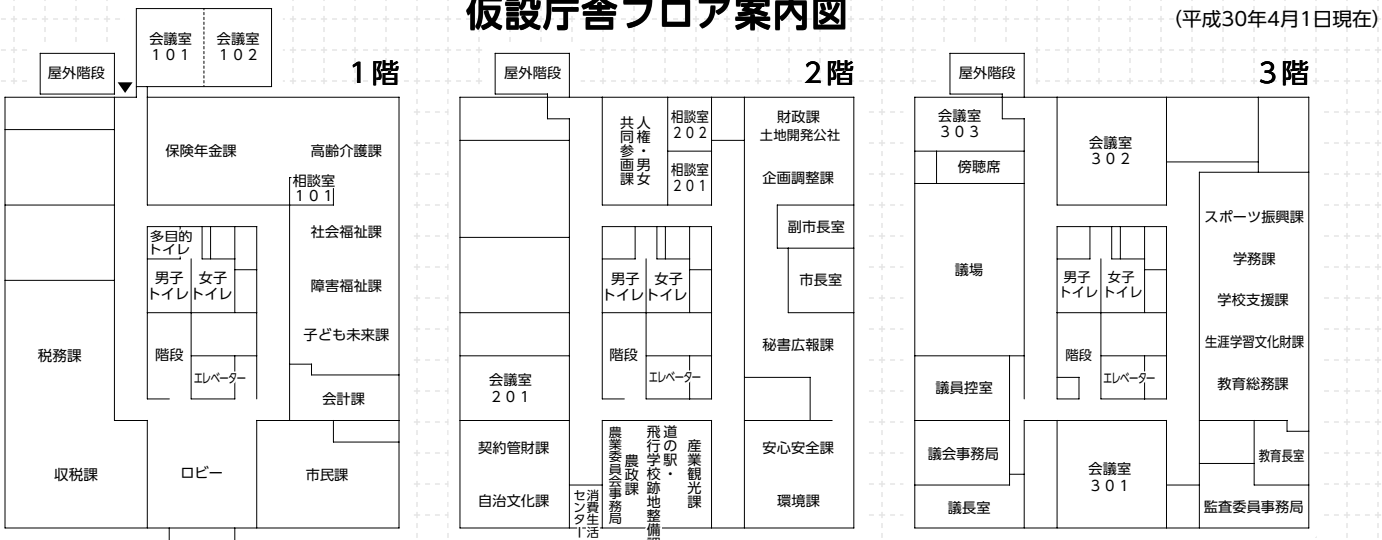 仮設庁舎フロア案内図
(平成30年4月1日現在)
1階
会議室
101
会議室
102
屋外階段
▼
保険年金課
高齢介護課
相談室
101
社会福祉課
多目的
トイレ
男子
トイレ
女子
トイレ
障害福祉課
子ども未来課
税務課
階段
エレベーター
会計課
収税課
ロビー
市民課
2階
屋外階段
人権・男女
共同参画課
相談室
202
相談室
201
財政課
土地開発公社
企画調整課
副市長室
市長室
男子
トイレ
女子
トイレ
秘書広報課
階段
エレベーター
会議室
201
契約管財課
自治文化課
消費生活
センター
農政課
農業委員会事務局
産業観光課
道の駅・
飛行学校跡地整備課
安心安全課
環境課
3階
屋外階段
会議室
303
傍聴席
会議室
302
スポーツ振興課
議場
学務課
男子
トイレ
女子
トイレ
学校支援課
生涯学習文化財課
階段
エレベーター
教育総務課
議員控室
議会事務局
議長室
会議室
301
教育長室
監査委員事務局